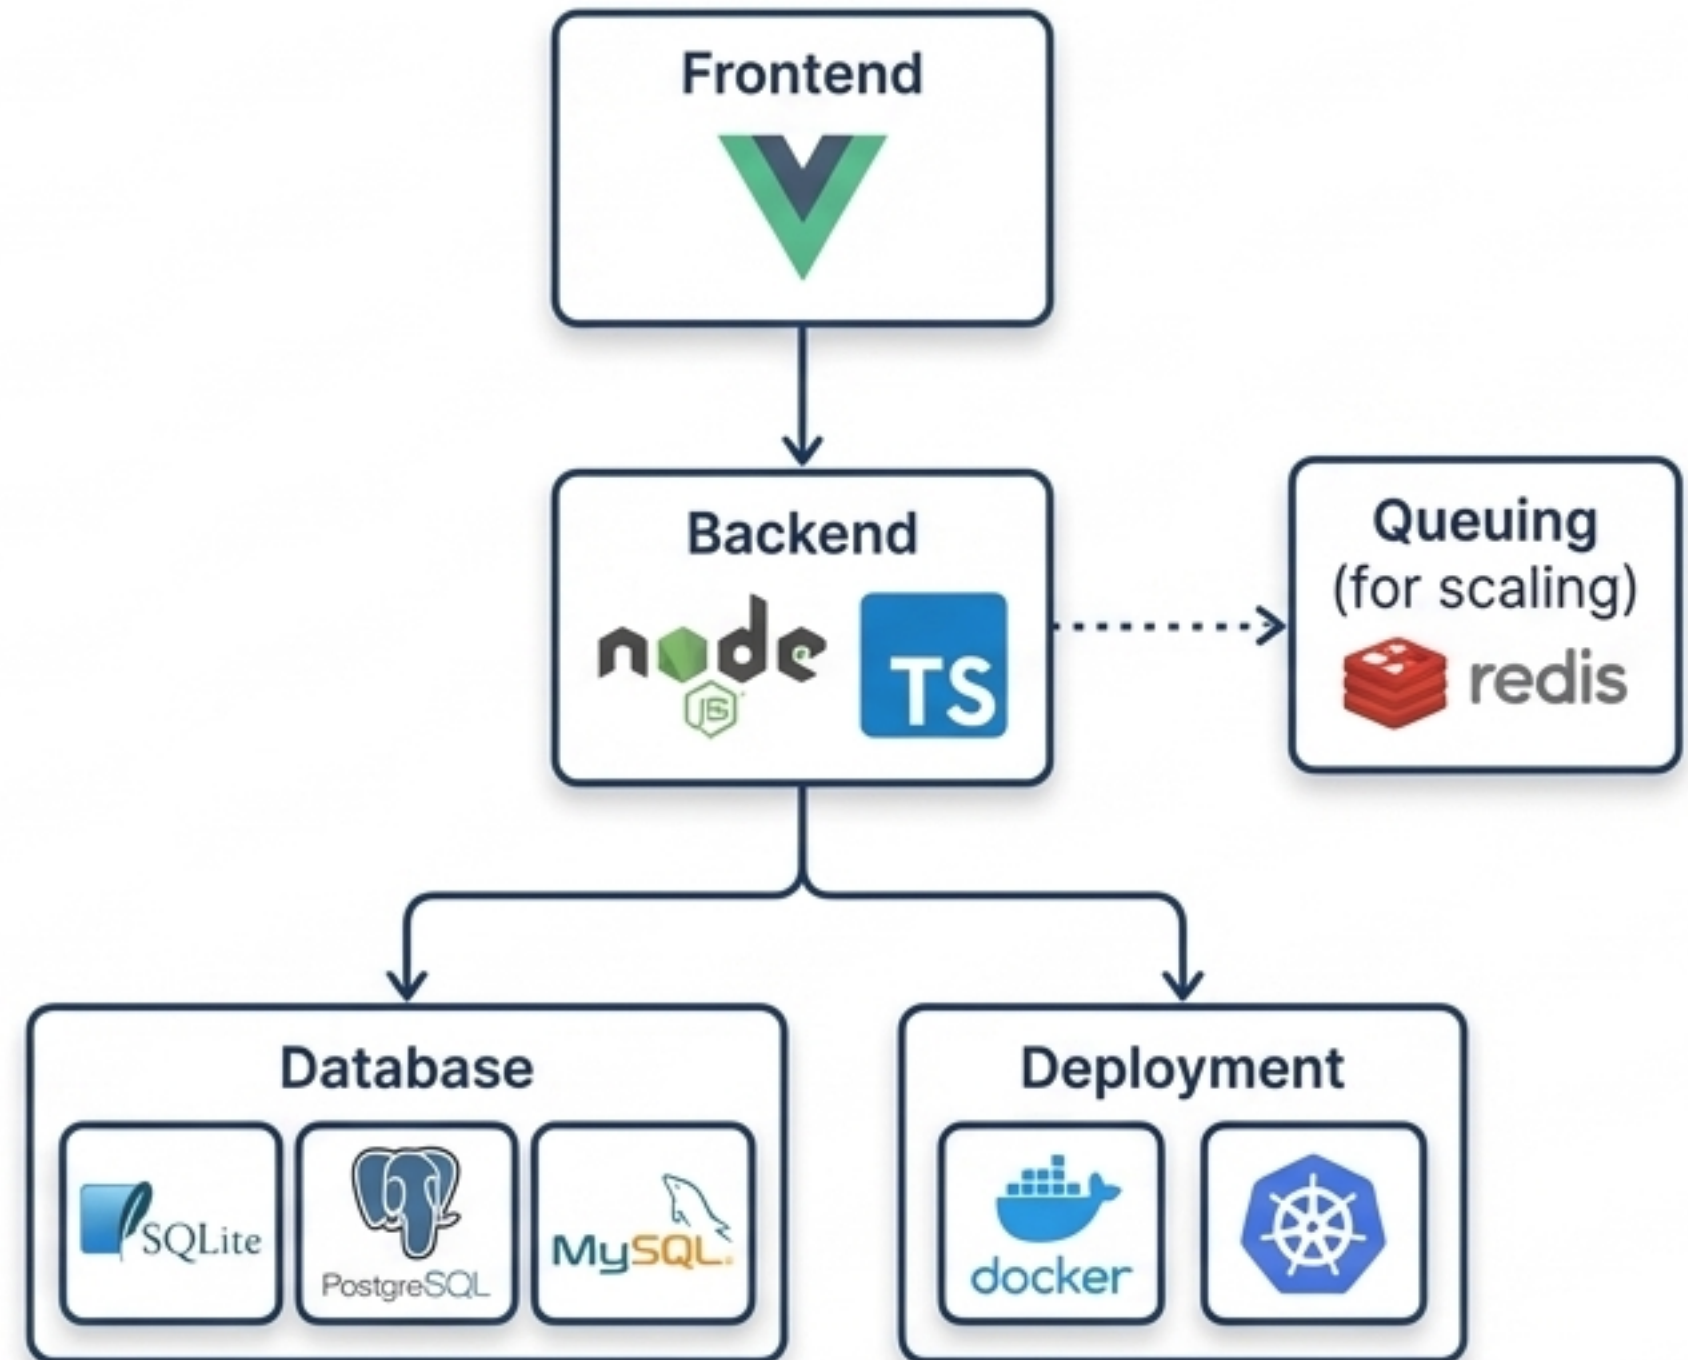 Frontend
Backend
node
JS
TS
Queuing
(for scaling)
redis
Database
SQLite
PostgreSQL
MySQL
Deployment
docker